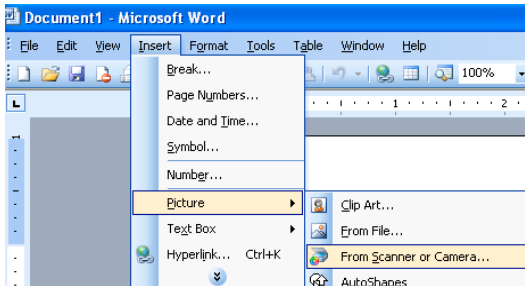 Document1 - Microsoft Word
File Edit View Insert Format Tools Table Window Help
100%
Break...
Page Numbers...
1 2
Date and Time...
Symbol...
Number...
Picture
Clip Art...
Text Box
From File...
Hyperlink... Ctrl+K
From Scanner or Camera...
AutoShapes